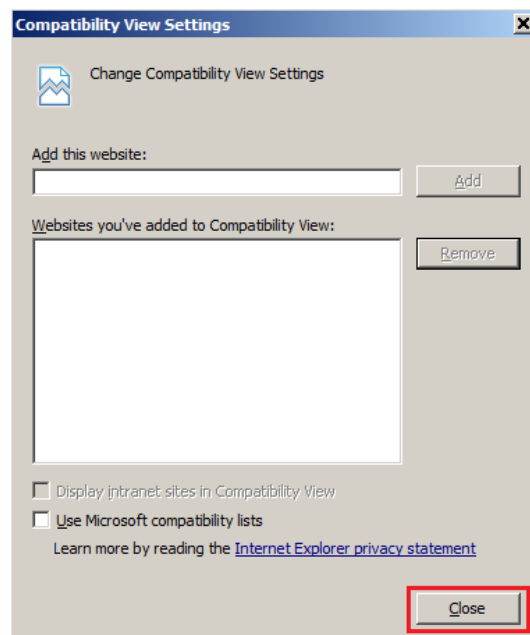 Compatibility View Settings
Change Compatibility View Settings
Add this website:
Add
Websites you've added to Compatibility View:
Remove
Display intranet sites in Compatibility View
Use Microsoft compatibility lists
Learn more by reading the Internet Explorer privacy statement
Close